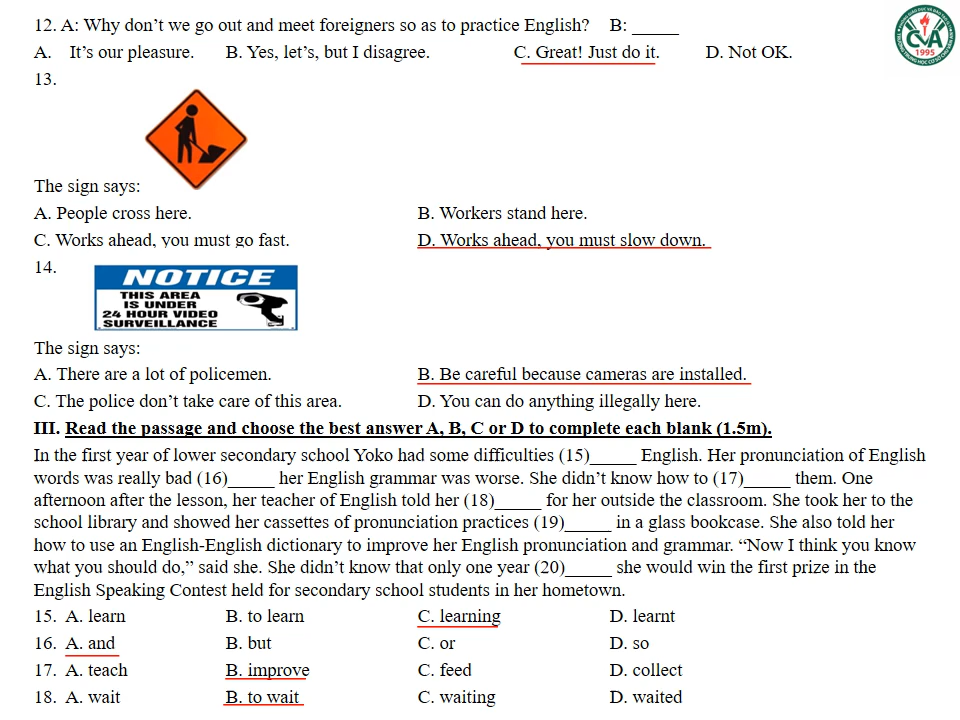 12. A: Why don't we go out and meet foreigners so as to practice English? B: _____
A. It's our pleasure. B. Yes, let's, but I disagree. C. Great! Just do it. D. Not OK.
CVA
1995
13.
The sign says:
A. People cross here. B. Workers stand here.
C. Works ahead, you must go fast. D. Works ahead, you must slow down.
14.
NOTICE
THIS AREA
IS UNDER
24 HOUR VIDEO
SURVEILLANCE
The sign says:
A. There are a lot of policemen. B. Be careful because cameras are installed.
C. The police don't take care of this area. D. You can do anything illegally here.
III. Read the passage and choose the best answer A, B, C or D to complete each blank (1.5m).
In the first year of lower secondary school Yoko had some difficulties (15)_____ English. Her pronunciation of English
words was really bad (16)_____ her English grammar was worse. She didn't know how to (17)_____ them. One
afternoon after the lesson, her teacher of English told her (18)_____ for her outside the classroom. She took her to the
school library and showed her cassettes of pronunciation practices (19)_____ in a glass bookcase. She also told her
how to use an English-English dictionary to improve her English pronunciation and grammar. “Now I think you know
what you should do,” said she. She didn't know that only one year (20)_____ she would win the first prize in the
English Speaking Contest held for secondary school students in her hometown.
15. A. learn B. to learn C. learning D. learnt
16. A. and B. but C. or D. so
17. A. teach B. improve C. feed D. collect
18. A. wait B. to wait C. waiting D. waited